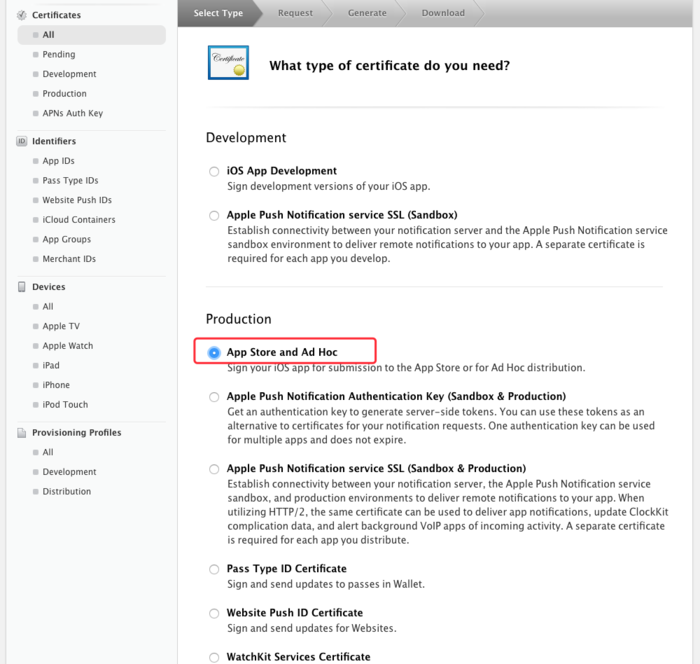 Certificates
All
Pending
Development
Production
APNs Auth Key
Identifiers
App IDs
Pass Type IDs
Website Push IDs
iCloud Containers
App Groups
Merchant IDs
Devices
All
Apple TV
Apple Watch
iPad
iPhone
iPod Touch
Provisioning Profiles
All
Development
Distribution
Select Type
Request
Generate
Download
Certificate
What type of certificate do you need?
Development
iOS App Development
Sign development versions of your iOS app.
Apple Push Notification service SSL (Sandbox)
Establish connectivity between your notification server and the Apple Push Notification service
sandbox environment to deliver remote notifications to your app. A separate certificate is
required for each app you develop.
Production
App Store and Ad Hoc
Sign your iOS app for submission to the App Store or for Ad Hoc distribution.
Apple Push Notification Authentication Key (Sandbox & Production)
Get an authentication key to generate server-side tokens. You can use these tokens as an
alternative to certificates for your notification requests. One authentication key can be used
for multiple apps and does not expire.
Apple Push Notification service SSL (Sandbox & Production)
Establish connectivity between your notification server, the Apple Push Notification service
sandbox, and production environments to deliver remote notifications to your app. When
utilizing HTTP/2, the same certificate can be used to deliver app notifications, update ClockKit
complication data, and alert background VoIP apps of incoming activity. A separate certificate
is required for each app you distribute.
Pass Type ID Certificate
Sign and send updates to passes in Wallet.
Website Push ID Certificate
Sign and send updates for Websites.
WatchKit Services Certificate